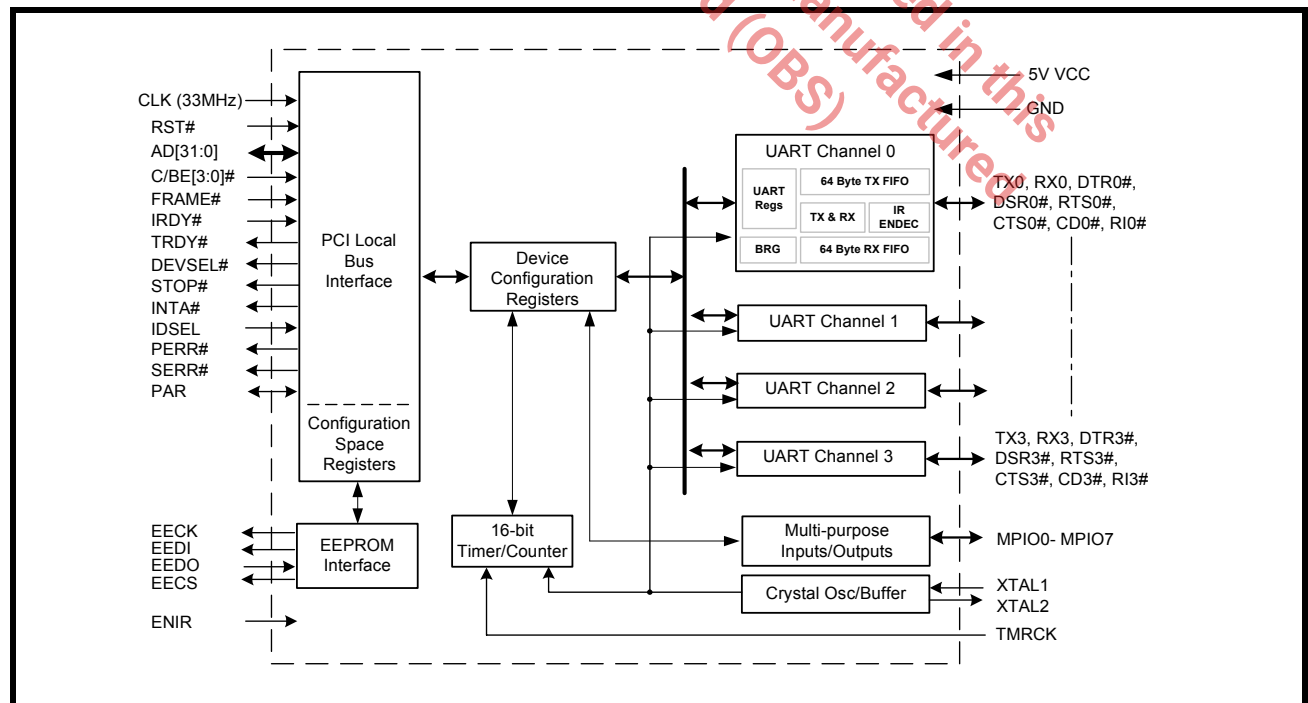 ed in this
anufactured
d (OBS)
CLK (33MHz)
RST#
AD[31:0]
C/BE[3:0]#
FRAME#
IRDY#
TRDY#
DEVSEL#
STOP#
INTA#
IDSEL
PERR#
SERR#
PAR
EECK
EEDI
EEDO
EECS
ENIR
PCI Local
Bus
Interface
Configuration
Space
Registers
EEPROM
Interface
Device
Configuration
Registers
16-bit
Timer/Counter
UART Channel 0
UART
Regs
64 Byte TX FIFO
TX & RX
IR
ENDEC
BRG
64 Byte RX FIFO
UART Channel 1
UART Channel 2
UART Channel 3
Multi-purpose
Inputs/Outputs
Crystal Osc/Buffer
5V VCC
GND
TX0, RX0, DTR0#,
DSR0#, RTS0#,
CTS0#, CD0#, RI0#
TX3, RX3, DTR3#,
DSR3#, RTS3#,
CTS3#, CD3#, RI3#
MPIO0- MPIO7
XTAL1
XTAL2
TMRCK